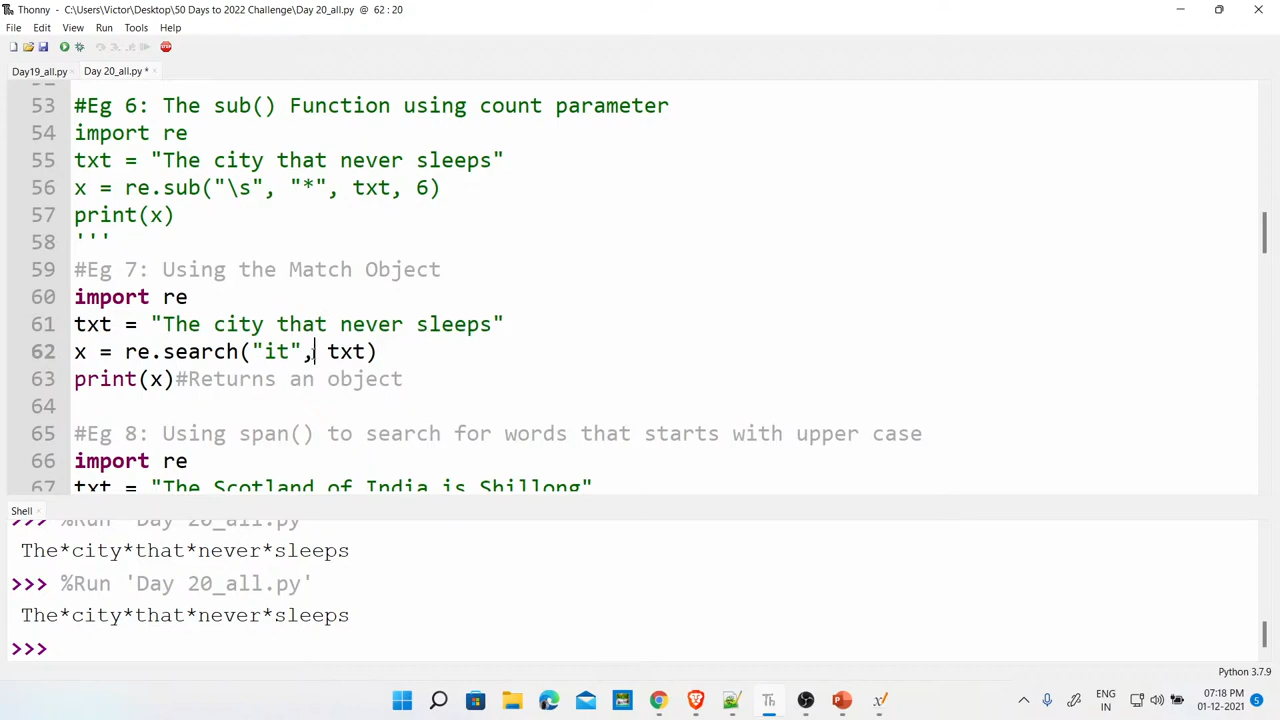 Thonny - C:\Users\Victor\Desktop\50 Days to 2022 Challenge\Day 20_all.py @ 62 : 20
File Edit View Run Tools Help
Day19_all.py × Day 20_all.py * ×
53 #Eg 6: The sub() Function using count parameter
54 import re
55 txt = "The city that never sleeps"
56 x = re.sub("\s", "*", txt, 6)
57 print(x)
58 '''
59 #Eg 7: Using the Match Object
60 import re
61 txt = "The city that never sleeps"
62 x = re.search("it", txt)
63 print(x)#Returns an object
64
65 #Eg 8: Using span() to search for words that starts with upper case
66 import re
67 txt = "The Scotland of India is Shillong"
Shell ×
>>> %Run 'Day 20_all.py'
The*city*that*never*sleeps
>>> %Run 'Day 20_all.py'
The*city*that*never*sleeps
>>>
Python 3.7.9
ENG
IN
07:18 PM
01-12-2021
5